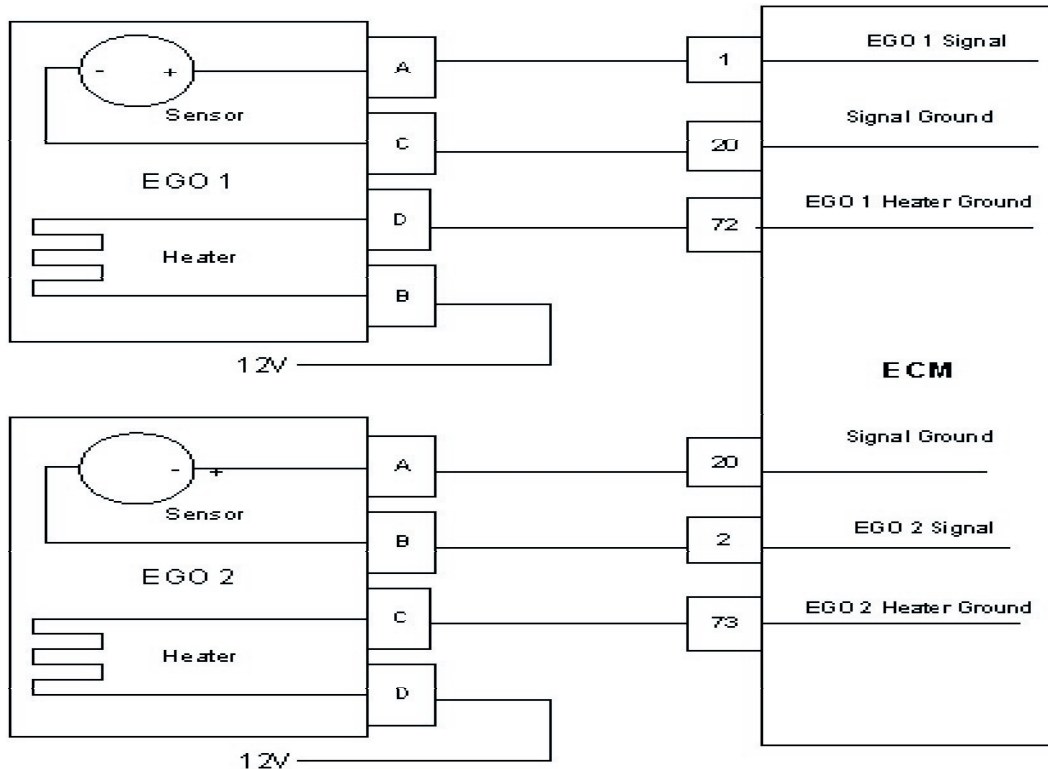 EGO 1 Signal
A
1
- +
Sensor
Signal Ground
C
20
EGO 1
EGO 1 Heater Ground
D
72
Heater
B
12V
ECM
Signal Ground
A
20
- +
Sensor
EGO 2 Signal
B
2
EGO 2
EGO 2 Heater Ground
C
73
Heater
D
12V